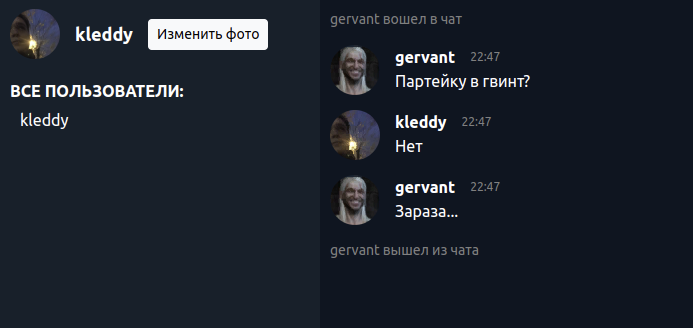 kleddy
Изменить фото
ВСЕ ПОЛЬЗОВАТЕЛИ:
kleddy
gervant вошел в чат
gervant 22:47
Партейку в гвинт?
kleddy 22:47
Нет
gervant 22:47
Зараза...
gervant вышел из чата